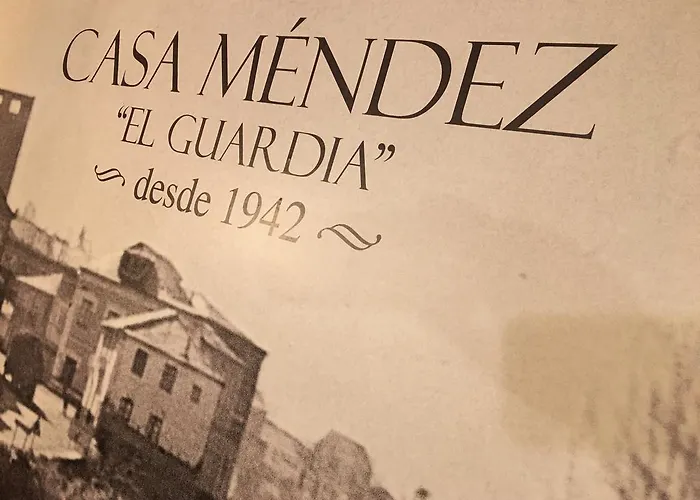 CASA MÉNDEZ
“EL GUARDIA”
desde 1942